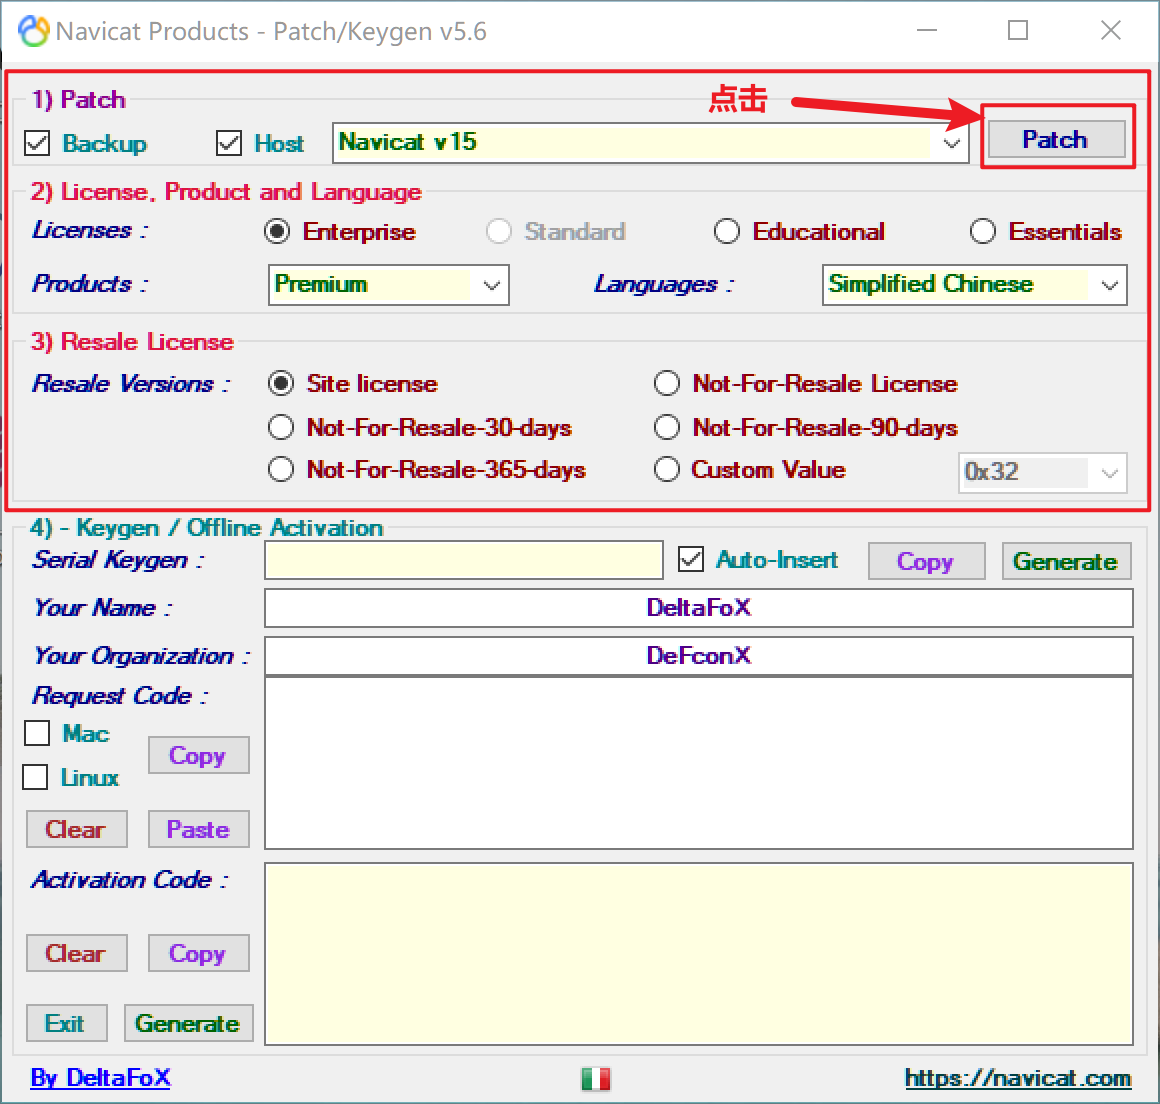 Navicat Products - Patch/Keygen v5.6
1) Patch
点击
Backup Host Navicat v15 Patch
2) License, Product and Language
Licenses : Enterprise Standard Educational Essentials
Products : Premium Languages : Simplified Chinese
3) Resale License
Resale Versions : Site license Not-For-Resale License
Not-For-Resale-30-days Not-For-Resale-90-days
Not-For-Resale-365-days Custom Value 0x32
4) - Keygen / Offline Activation
Serial Keygen : Auto-Insert Copy Generate
Your Name : DeltaFoX
Your Organization : DeFconX
Request Code :
Mac
Copy
Linux
Clear Paste
Activation Code :
Clear Copy
Exit Generate
By DeltaFoX https://navicat.com